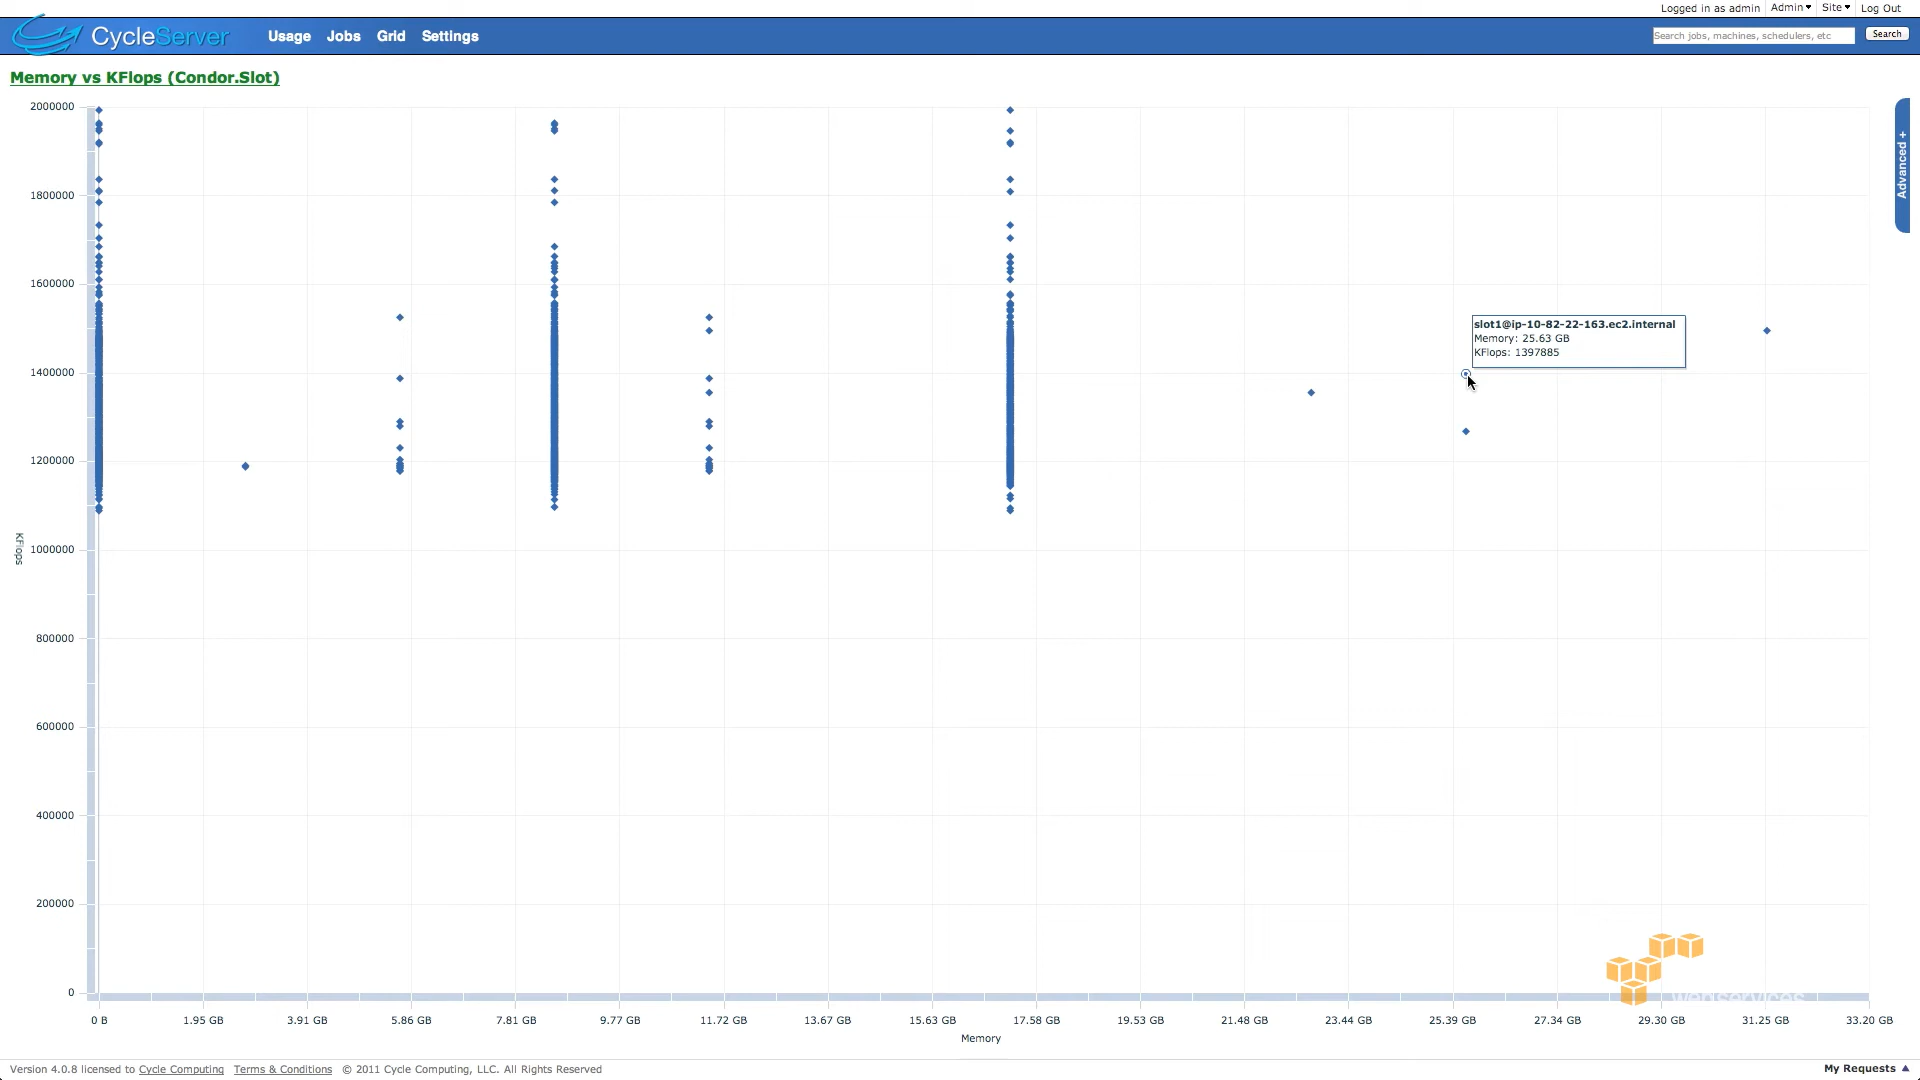 Logged in as admin Admin▾ Site▾ Log Out
CycleServer Usage Jobs Grid Settings Search jobs, machines, schedulers, etc Search
Memory vs KFlops (Condor.Slot)
Advanced +
2000000
1800000
1600000
1400000
1200000
1000000
800000
600000
400000
200000
0
KFlops
slot1@ip-10-82-22-163.ec2.internal
Memory: 25.63 GB
KFlops: 1397885
webservices
0 B 1.95 GB 3.91 GB 5.86 GB 7.81 GB 9.77 GB 11.72 GB 13.67 GB 15.63 GB 17.58 GB 19.53 GB 21.48 GB 23.44 GB 25.39 GB 27.34 GB 29.30 GB 31.25 GB 33.20 GB
Memory
Version 4.0.8 licensed to Cycle Computing Terms & Conditions © 2011 Cycle Computing, LLC. All Rights Reserved My Requests ▲